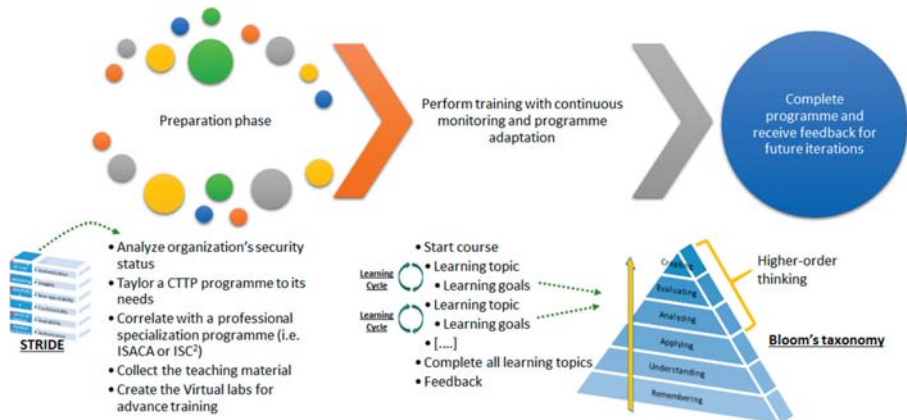 Preparation phase
Perform training with continuous
monitoring and programme
adaptation
Complete
programme and
receive feedback for
future iterations
STRIDE
• Analyze organization's security
status
• Taylor a CTTP programme to its
needs
• Correlate with a professional
specialization programme (i.e.
ISACA or ISC²)
• Collect the teaching material
• Create the Virtual labs for
advance training
• Start course
• Learning topic
• Learning goals
• Learning topic
• Learning goals
• [....]
• Complete all learning topics
• Feedback
Learning
Cycle
Learning
Cycle
Creating
Evaluating
Analyzing
Applying
Understanding
Remembering
Higher-order
thinking
Bloom's taxonomy